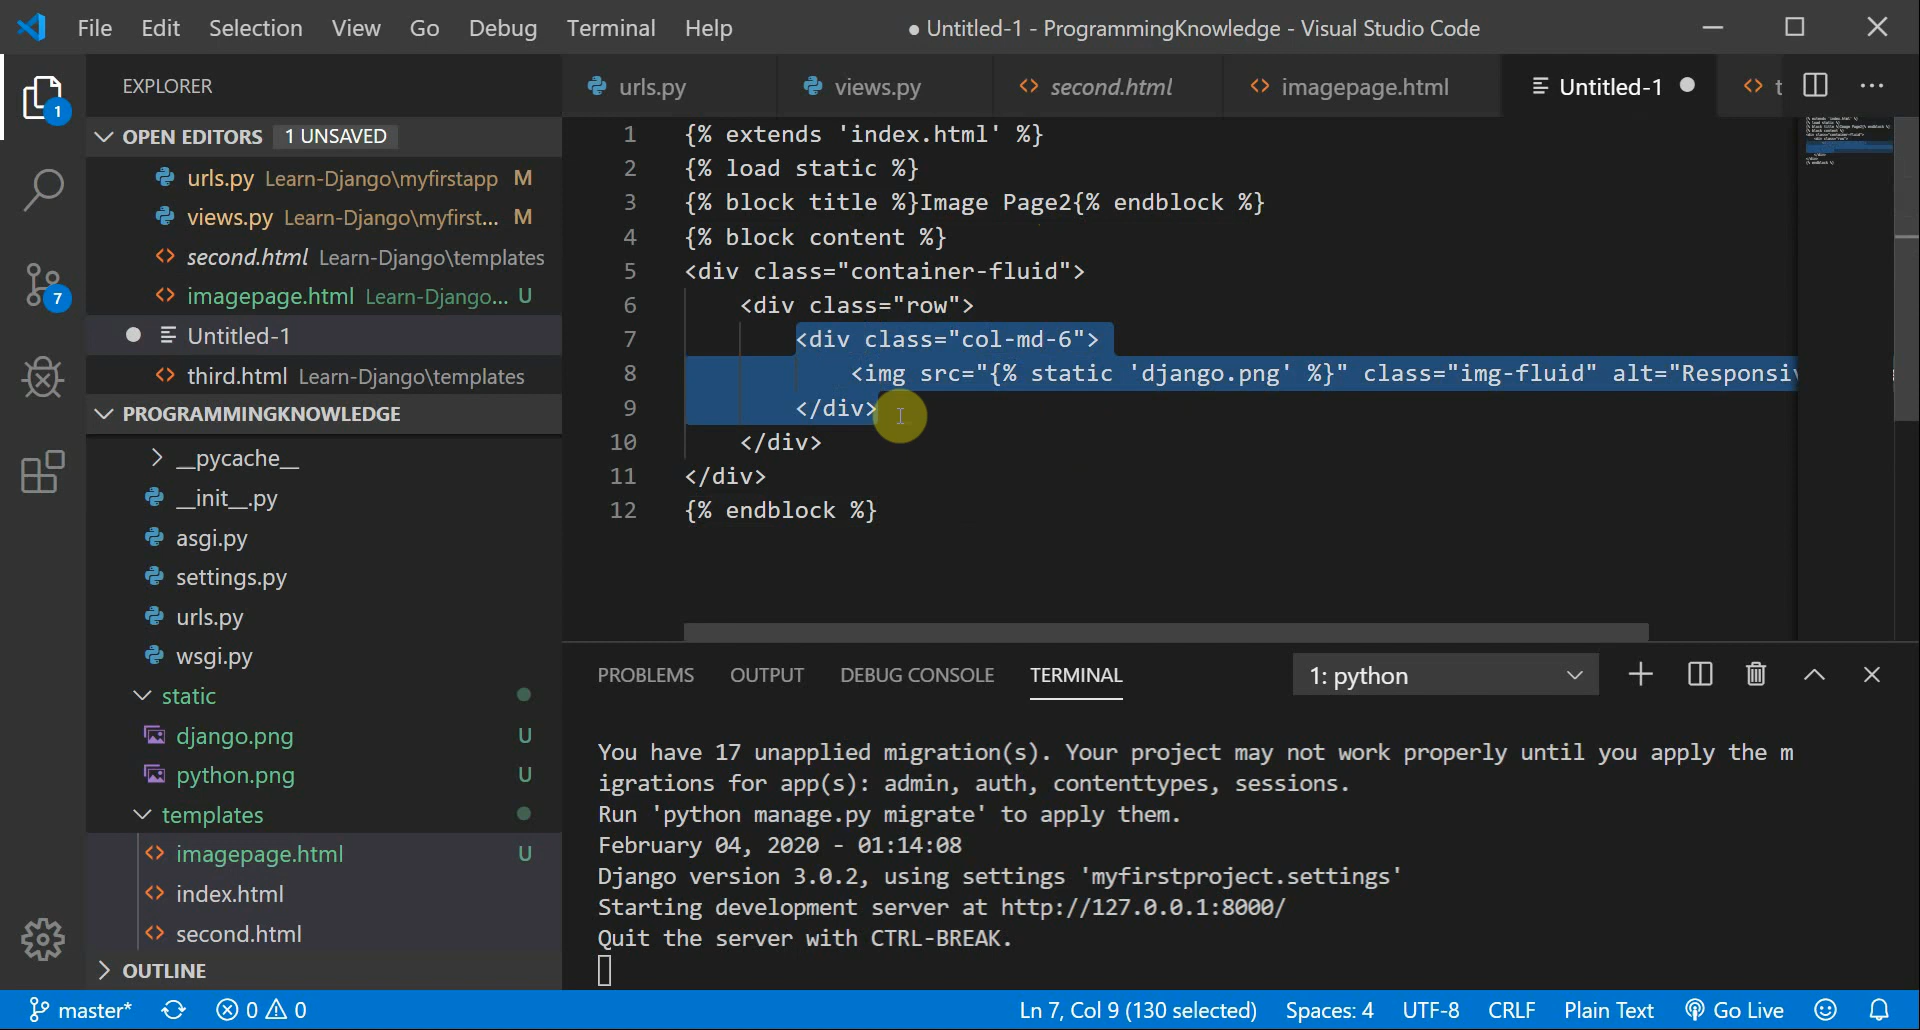 File Edit Selection View Go Debug Terminal Help ● Untitled-1 - ProgrammingKnowledge - Visual Studio Code
EXPLORER
urls.py views.py second.html imagepage.html Untitled-1 t
OPEN EDITORS 1 UNSAVED
urls.py Learn-Django\myfirstapp M
views.py Learn-Django\myfirst... M
second.html Learn-Django\templates
imagepage.html Learn-Django... U
Untitled-1
third.html Learn-Django\templates
PROGRAMMINGKNOWLEDGE
__pycache__
__init__.py
asgi.py
settings.py
urls.py
wsgi.py
static
django.png U
python.png U
templates
imagepage.html U
index.html
second.html
OUTLINE
1
7
1 {% extends 'index.html' %}
2 {% load static %}
3 {% block title %}Image Page2{% endblock %}
4 {% block content %}
5 <div class="container-fluid">
6 <div class="row">
7 <div class="col-md-6">
8 <img src="{% static 'django.png' %}" class="img-fluid" alt="Responsiv
9 </div>
10 </div>
11 </div>
12 {% endblock %}
PROBLEMS OUTPUT DEBUG CONSOLE TERMINAL 1: python
You have 17 unapplied migration(s). Your project may not work properly until you apply the m
igrations for app(s): admin, auth, contenttypes, sessions.
Run 'python manage.py migrate' to apply them.
February 04, 2020 - 01:14:08
Django version 3.0.2, using settings 'myfirstproject.settings'
Starting development server at http://127.0.0.1:8000/
Quit the server with CTRL-BREAK.
master* 0 0 Ln 7, Col 9 (130 selected) Spaces: 4 UTF-8 CRLF Plain Text Go Live